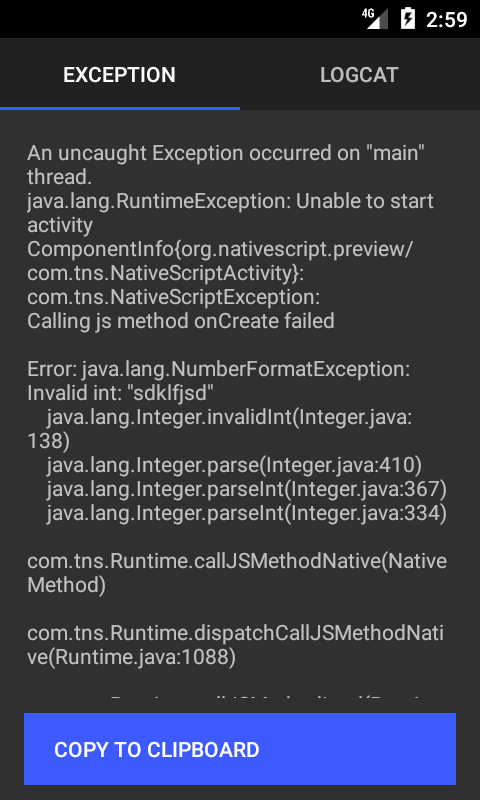 4G 2:59
EXCEPTION LOGCAT
An uncaught Exception occurred on "main"
thread.
java.lang.RuntimeException: Unable to start
activity
ComponentInfo{org.nativescript.preview/
com.tns.NativeScriptActivity}:
com.tns.NativeScriptException:
Calling js method onCreate failed
Error: java.lang.NumberFormatException:
Invalid int: "sdklfjsd"
java.lang.Integer.invalidInt(Integer.java:
138)
java.lang.Integer.parse(Integer.java:410)
java.lang.Integer.parseInt(Integer.java:367)
java.lang.Integer.parseInt(Integer.java:334)
com.tns.Runtime.callJSMethodNative(Native
Method)
com.tns.Runtime.dispatchCallJSMethodNati
ve(Runtime.java:1088)
COPY TO CLIPBOARD